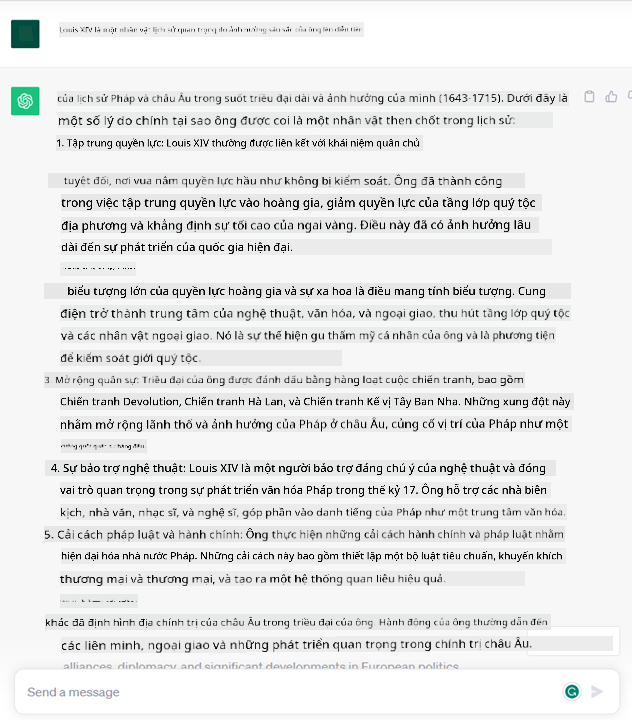 Louis XIV là một nhân vật lịch sử quan trọng do ảnh hưởng sâu sắc của ông lên diễn tiến
của lịch sử Pháp và châu Âu trong suốt triều đại dài và ảnh hưởng của mình (1643-1715). Dưới đây là
một số lý do chính tại sao ông được coi là một nhân vật then chốt trong lịch sử:
1. Tập trung quyền lực: Louis XIV thường được liên kết với khái niệm quân chủ
tuyệt đối, nơi vua nắm quyền lực hầu như không bị kiểm soát. Ông đã thành công
trong việc tập trung quyền lực vào hoàng gia, giảm quyền lực của tầng lớp quý tộc
địa phương và khẳng định sự tối cao của ngai vàng. Điều này đã có ảnh hưởng lâu
dài đến sự phát triển của quốc gia hiện đại.
biểu tượng lớn của quyền lực hoàng gia và sự xa hoa là điều mang tính biểu tượng. Cung
điện trở thành trung tâm của nghệ thuật, văn hóa, và ngoại giao, thu hút tầng lớp quý tộc
và các nhân vật ngoại giao. Nó là sự thể hiện gu thẩm mỹ cá nhân của ông và là phương tiện
để kiểm soát giới quý tộc.
3. Mở rộng quân sự: Triều đại của ông được đánh dấu bằng hàng loạt cuộc chiến tranh, bao gồm
Chiến tranh Devolution, Chiến tranh Hà Lan, và Chiến tranh Kế vị Tây Ban Nha. Những xung đột này
nhằm mở rộng lãnh thổ và ảnh hưởng của Pháp ở châu Âu, củng cố vị trí của Pháp như một
4. Sự bảo trợ nghệ thuật: Louis XIV là một người bảo trợ đáng chú ý của nghệ thuật và đóng
vai trò quan trọng trong sự phát triển văn hóa Pháp trong thế kỷ 17. Ông hỗ trợ các nhà biên
kịch, nhà văn, nhạc sĩ, và nghệ sĩ, góp phần vào danh tiếng của Pháp như một trung tâm văn hóa.
5. Cải cách pháp luật và hành chính: Ông thực hiện những cải cách hành chính và pháp luật nhằm
hiện đại hóa nhà nước Pháp. Những cải cách này bao gồm thiết lập một bộ luật tiêu chuẩn, khuyến khích
thương mại và thương mại, và tạo ra một hệ thống quan liêu hiệu quả.
khác đã định hình địa chính trị của châu Âu trong triều đại của ông. Hành động của ông thường dẫn đến
các liên minh, ngoại giao và những phát triển quan trọng trong chính trị châu Âu.
alliances, diplomacy, and significant developments in European politics.
Send a message